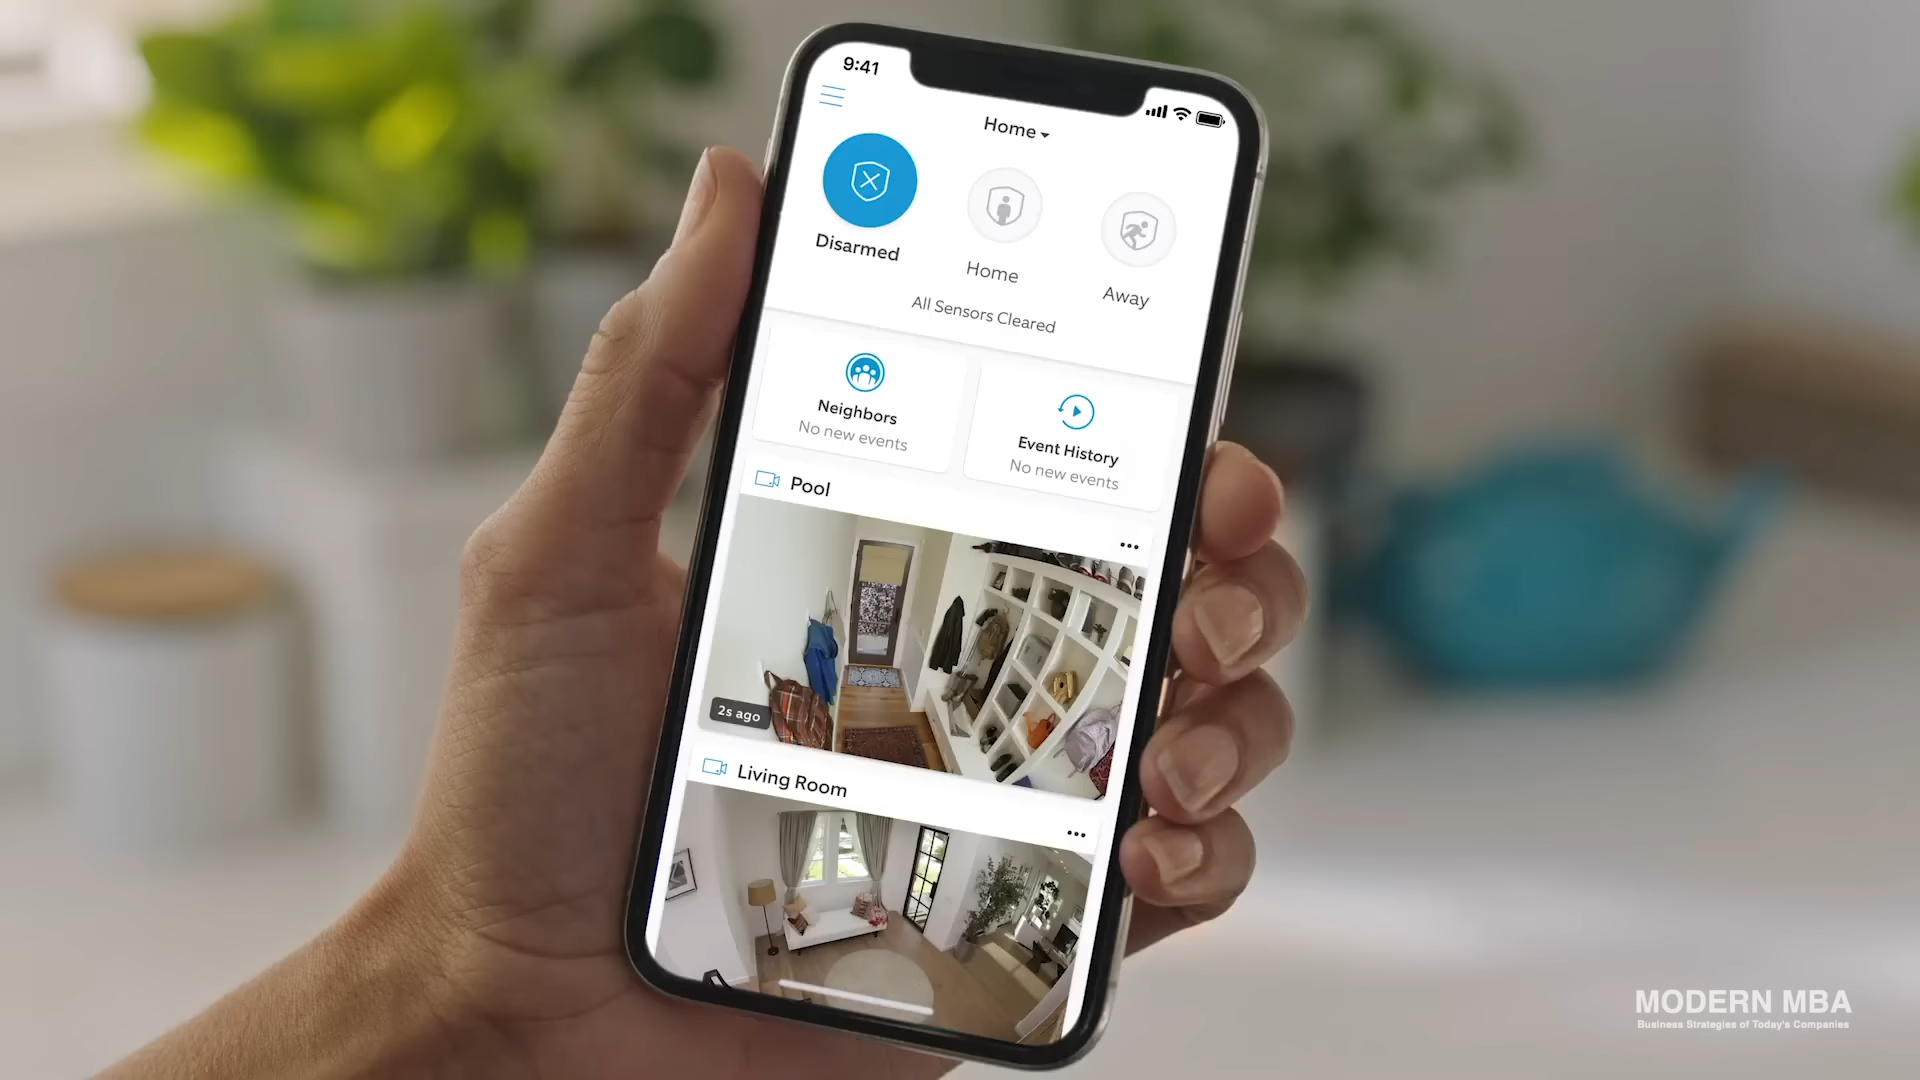 9:41
Home
Disarmed
Home
Away
All Sensors Cleared
Neighbors
No new events
Event History
No new events
Pool
2s ago
Living Room
MODERN MBA
Business Strategies of Today's Companies